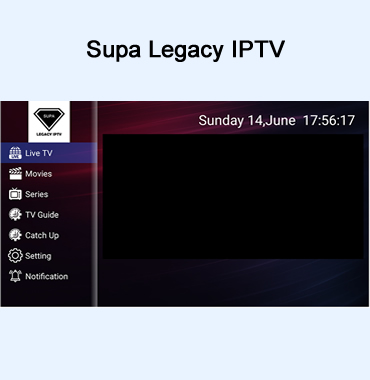 Supa Legacy IPTV
SUPA
LEGACY IPTV
Sunday 14,June 17:56:17
LIVE
Live TV
Movies
Series
TV Guide
Catch Up
Setting
Notification